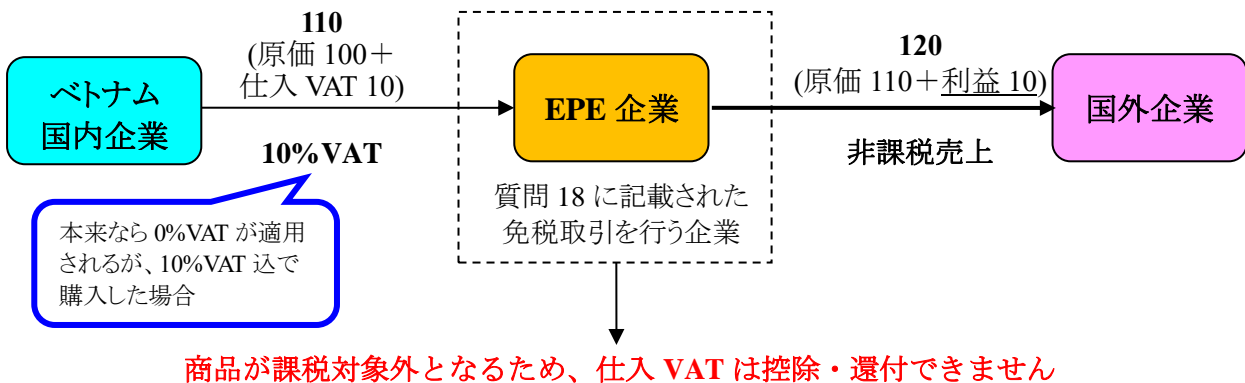 110
(原価 100＋
仕入 VAT 10)
120
(原価 110＋利益 10)
ベトナム
国内企業
EPE 企業
国外企業
10%VAT
非課税売上
質問 18 に記載された
免税取引を行う企業
本来なら 0%VAT が適用
されるが、10%VAT 込で
購入した場合
商品が課税対象外となるため、仕入 VAT は控除・還付できません